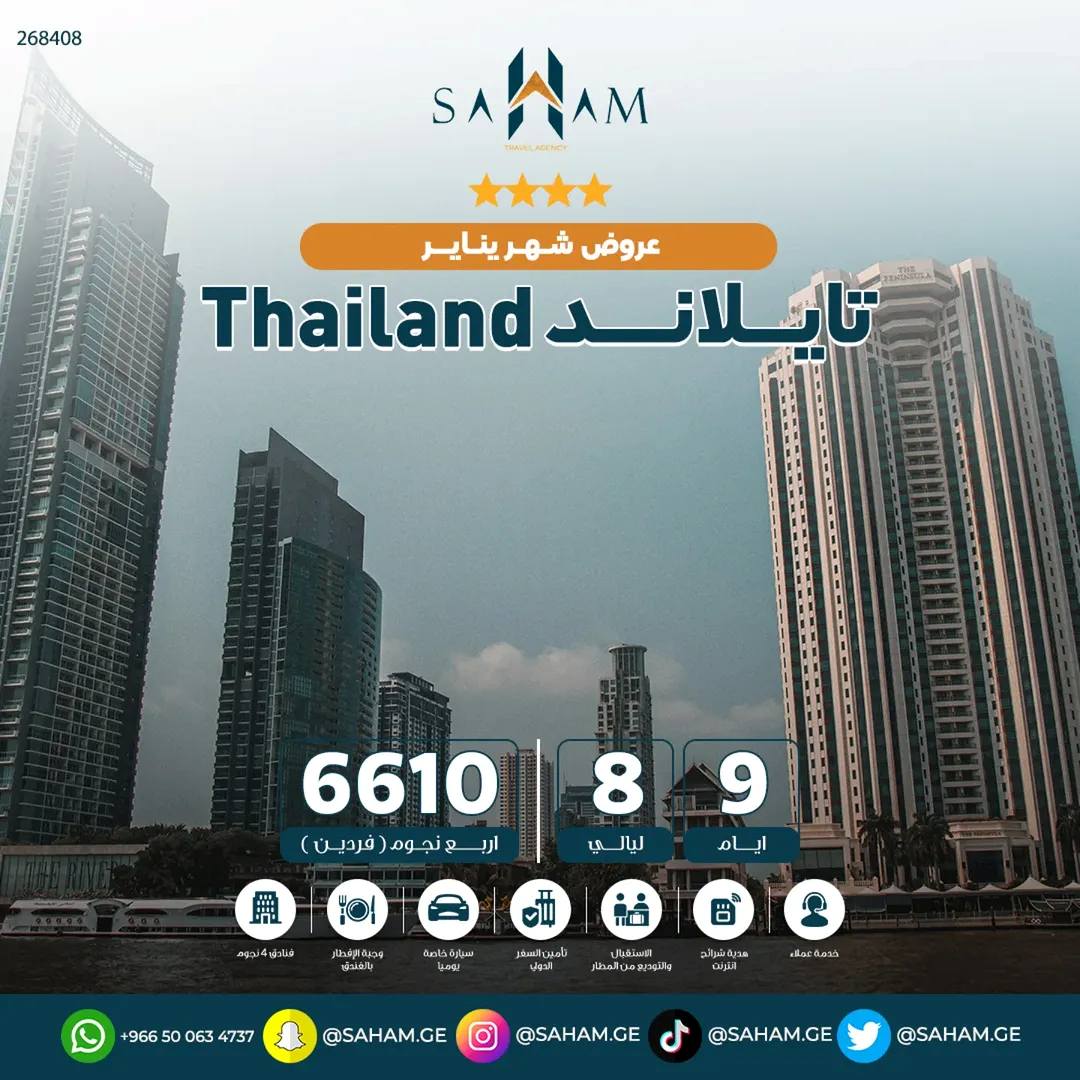 268408
SAHAM
TRAVEL AGENCY
عروض شهر يناير
تايلاند Thailand
THE
PENINSULA
9
ايام
8
ليالي
6610
اربع نجوم ( فردين )
خدمة عملاء
هدية شرائح
انترنت
الاستقبال
والتوديع من المطار
تأمين السفر
الدولي
سيارة خاصة
يوميا
وجبة الإفطار
بالفندق
فنادق 4 نجوم
+966 50 063 4737
@SAHAM.GE
@SAHAM.GE
@SAHAM.GE
@SAHAM.GE